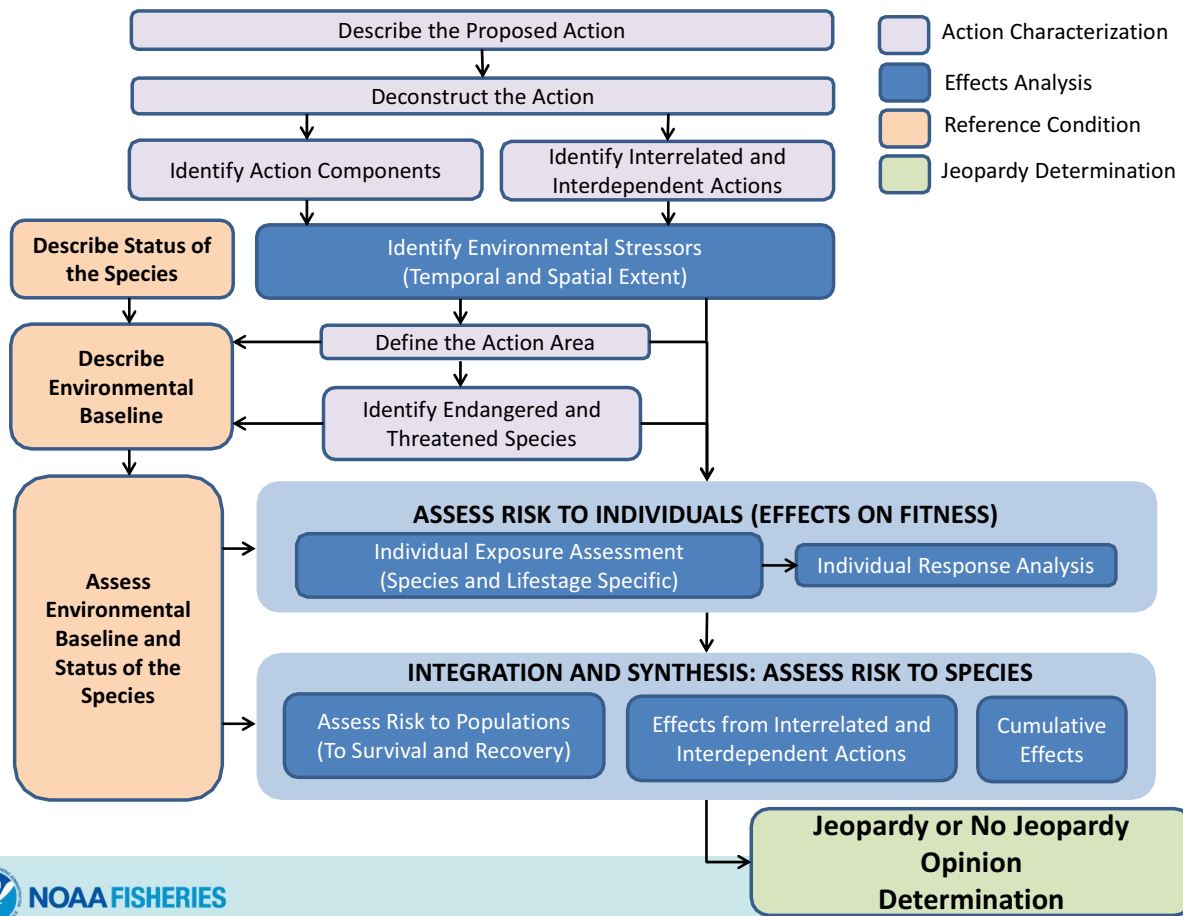 Describe the Proposed Action
Deconstruct the Action
Identify Action Components
Identify Interrelated and
Interdependent Actions
Action Characterization
Effects Analysis
Reference Condition
Jeopardy Determination
Describe Status of
the Species
Identify Environmental Stressors
(Temporal and Spatial Extent)
Describe
Environmental
Baseline
Define the Action Area
Identify Endangered and
Threatened Species
Assess
Environmental
Baseline and
Status of the
Species
ASSESS RISK TO INDIVIDUALS (EFFECTS ON FITNESS)
Individual Exposure Assessment
(Species and Lifestage Specific)
Individual Response Analysis
INTEGRATION AND SYNTHESIS: ASSESS RISK TO SPECIES
Assess Risk to Populations
(To Survival and Recovery)
Effects from Interrelated and
Interdependent Actions
Cumulative
Effects
Jeopardy or No Jeopardy
Opinion
Determination
NOAA FISHERIES